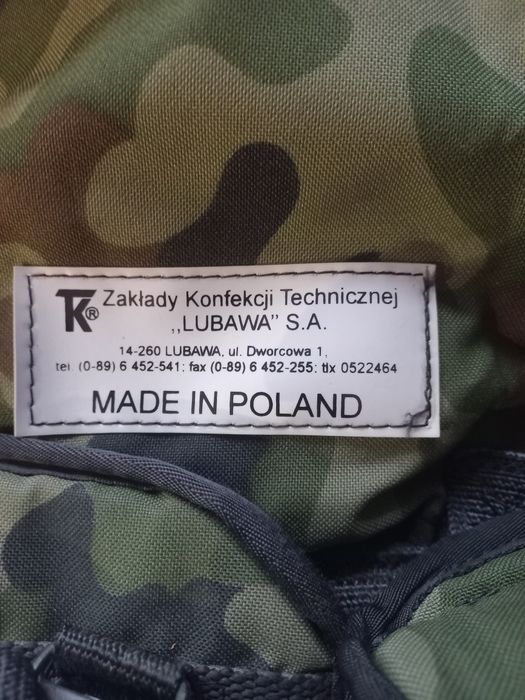 TK® Zakłady Konfekcji Technicznej
,,LUBAWA" S.A.
14-260 LUBAWA, ul. Dworcowa 1,
tel. (0-89) 6 452-541; fax (0-89) 6 452-255; tlx 0522464
MADE IN POLAND